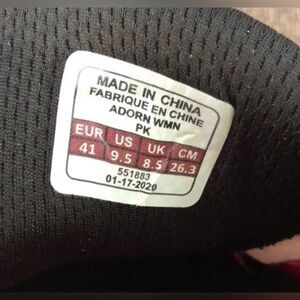 MADE IN CHINA
FABRIQUE EN CHINE
ADORN WMN
PK
EUR US UK CM
41 9.5 8.5 26.3
551883
01-17-2020